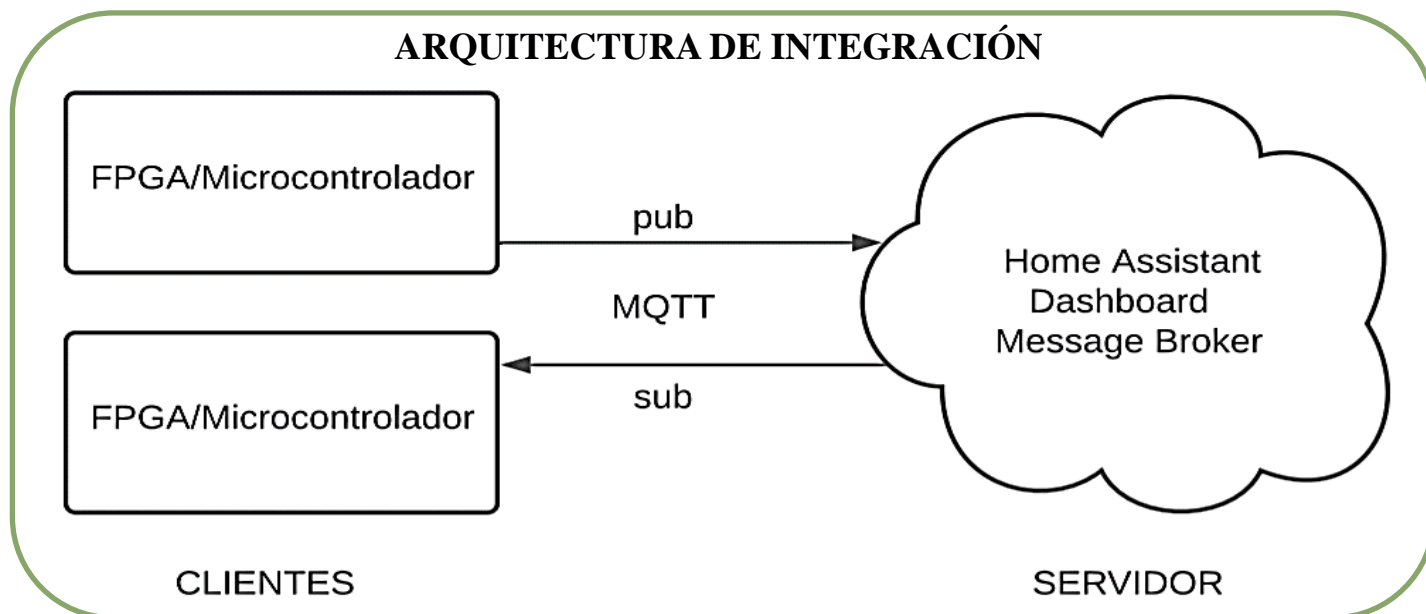 ARQUITECTURA DE INTEGRACIÓN
FPGA/Microcontrolador
pub
MQTT
sub
FPGA/Microcontrolador
Home Assistant
Dashboard
Message Broker
CLIENTES
SERVIDOR